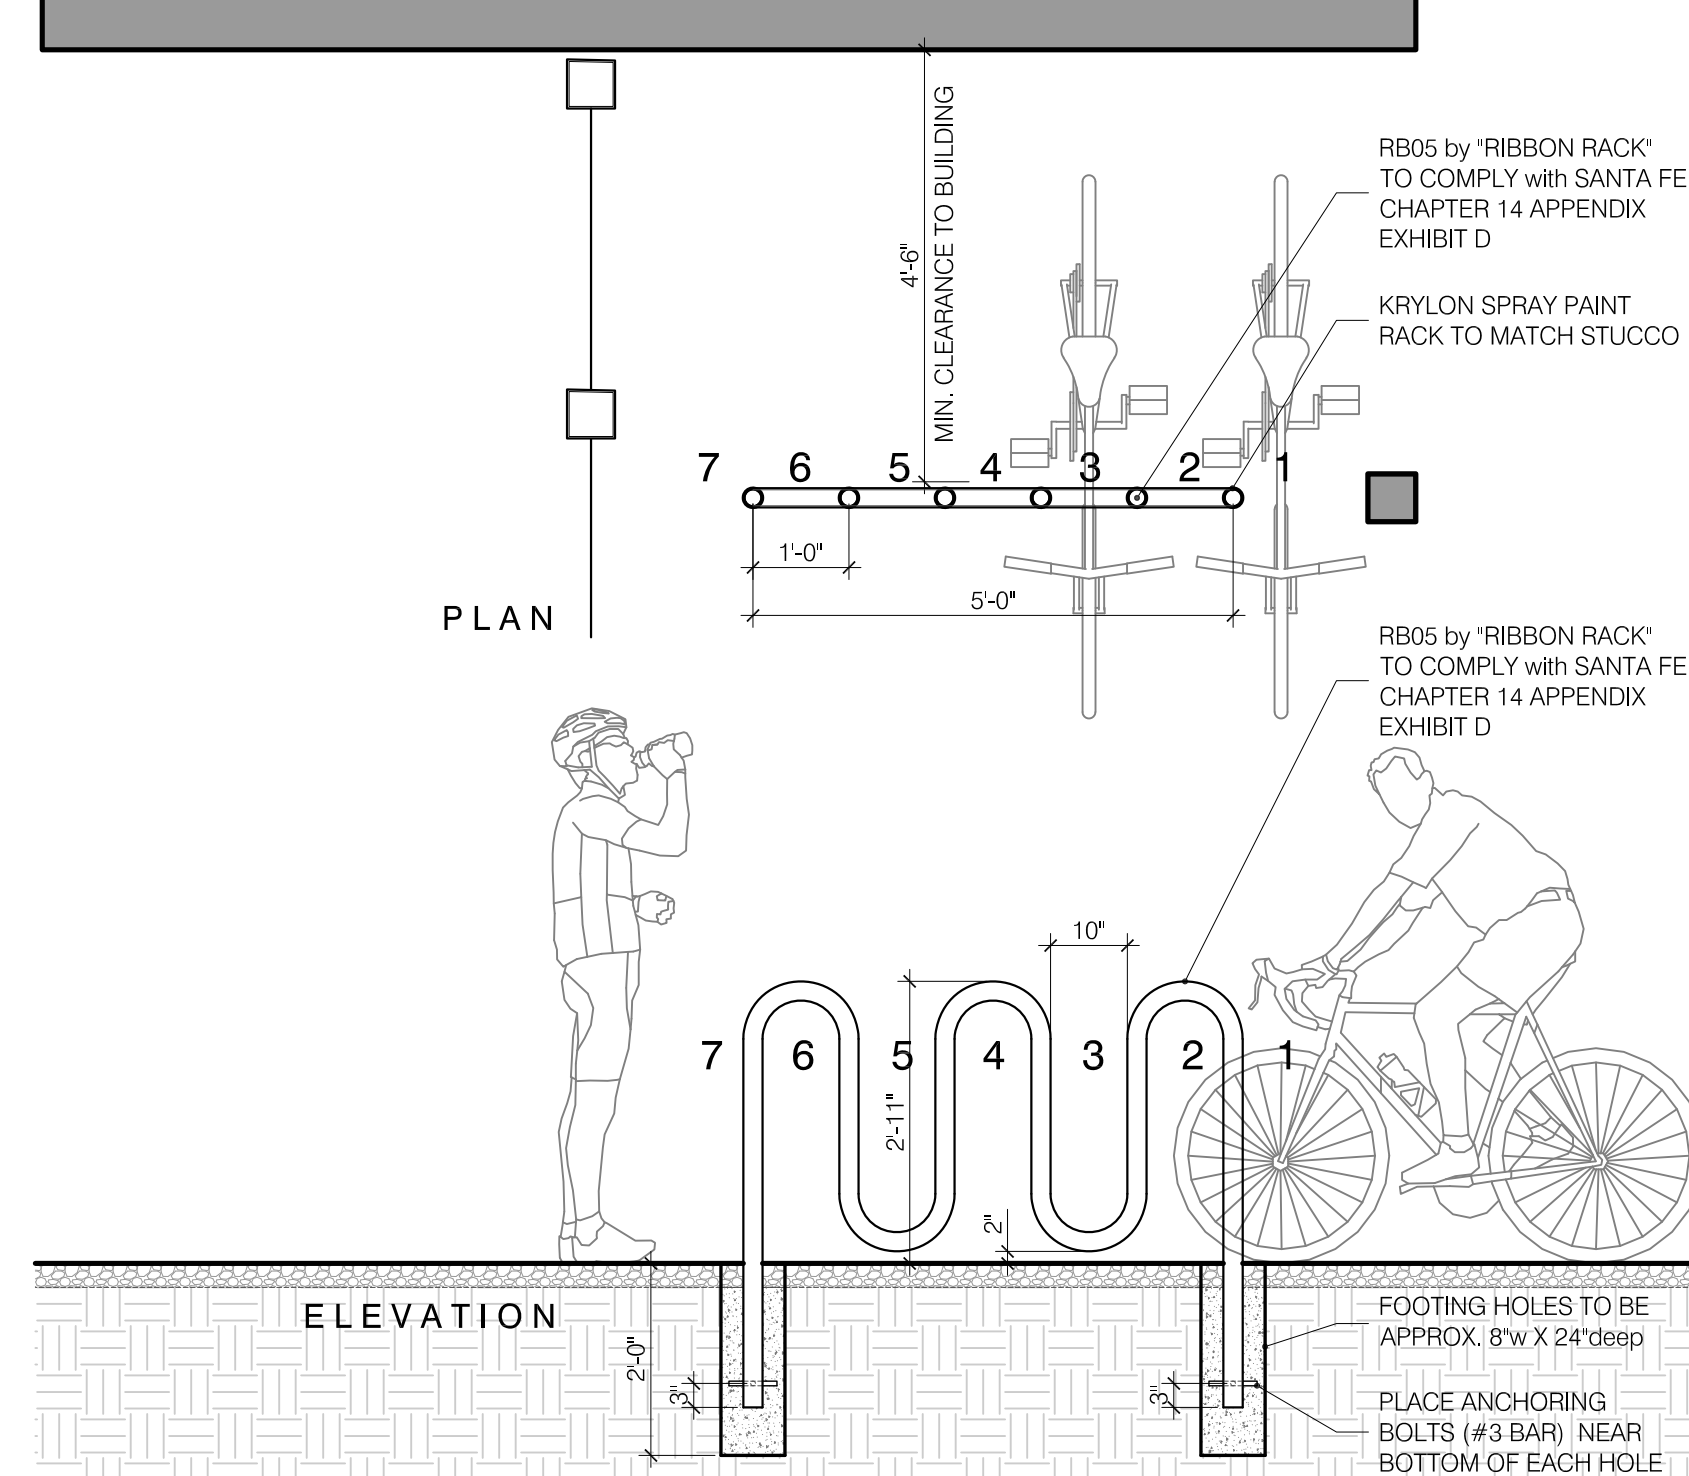 4'-6"
MIN. CLEARANCE TO BUILDING
RB05 by "RIBBON RACK"
TO COMPLY with SANTA FE
CHAPTER 14 APPENDIX
EXHIBIT D
KRYLON SPRAY PAINT
RACK TO MATCH STUCCO
7 6 5 4 3 2 1
1'-0"
5'-0"
PLAN
RB05 by "RIBBON RACK"
TO COMPLY with SANTA FE
CHAPTER 14 APPENDIX
EXHIBIT D
10"
7 6 5 4 3 2 1
2'-11"
2"
ELEVATION
2'-0"
3"
3"
FOOTING HOLES TO BE
APPROX. 8"w X 24"deep
PLACE ANCHORING
BOLTS (#3 BAR) NEAR
BOTTOM OF EACH HOLE